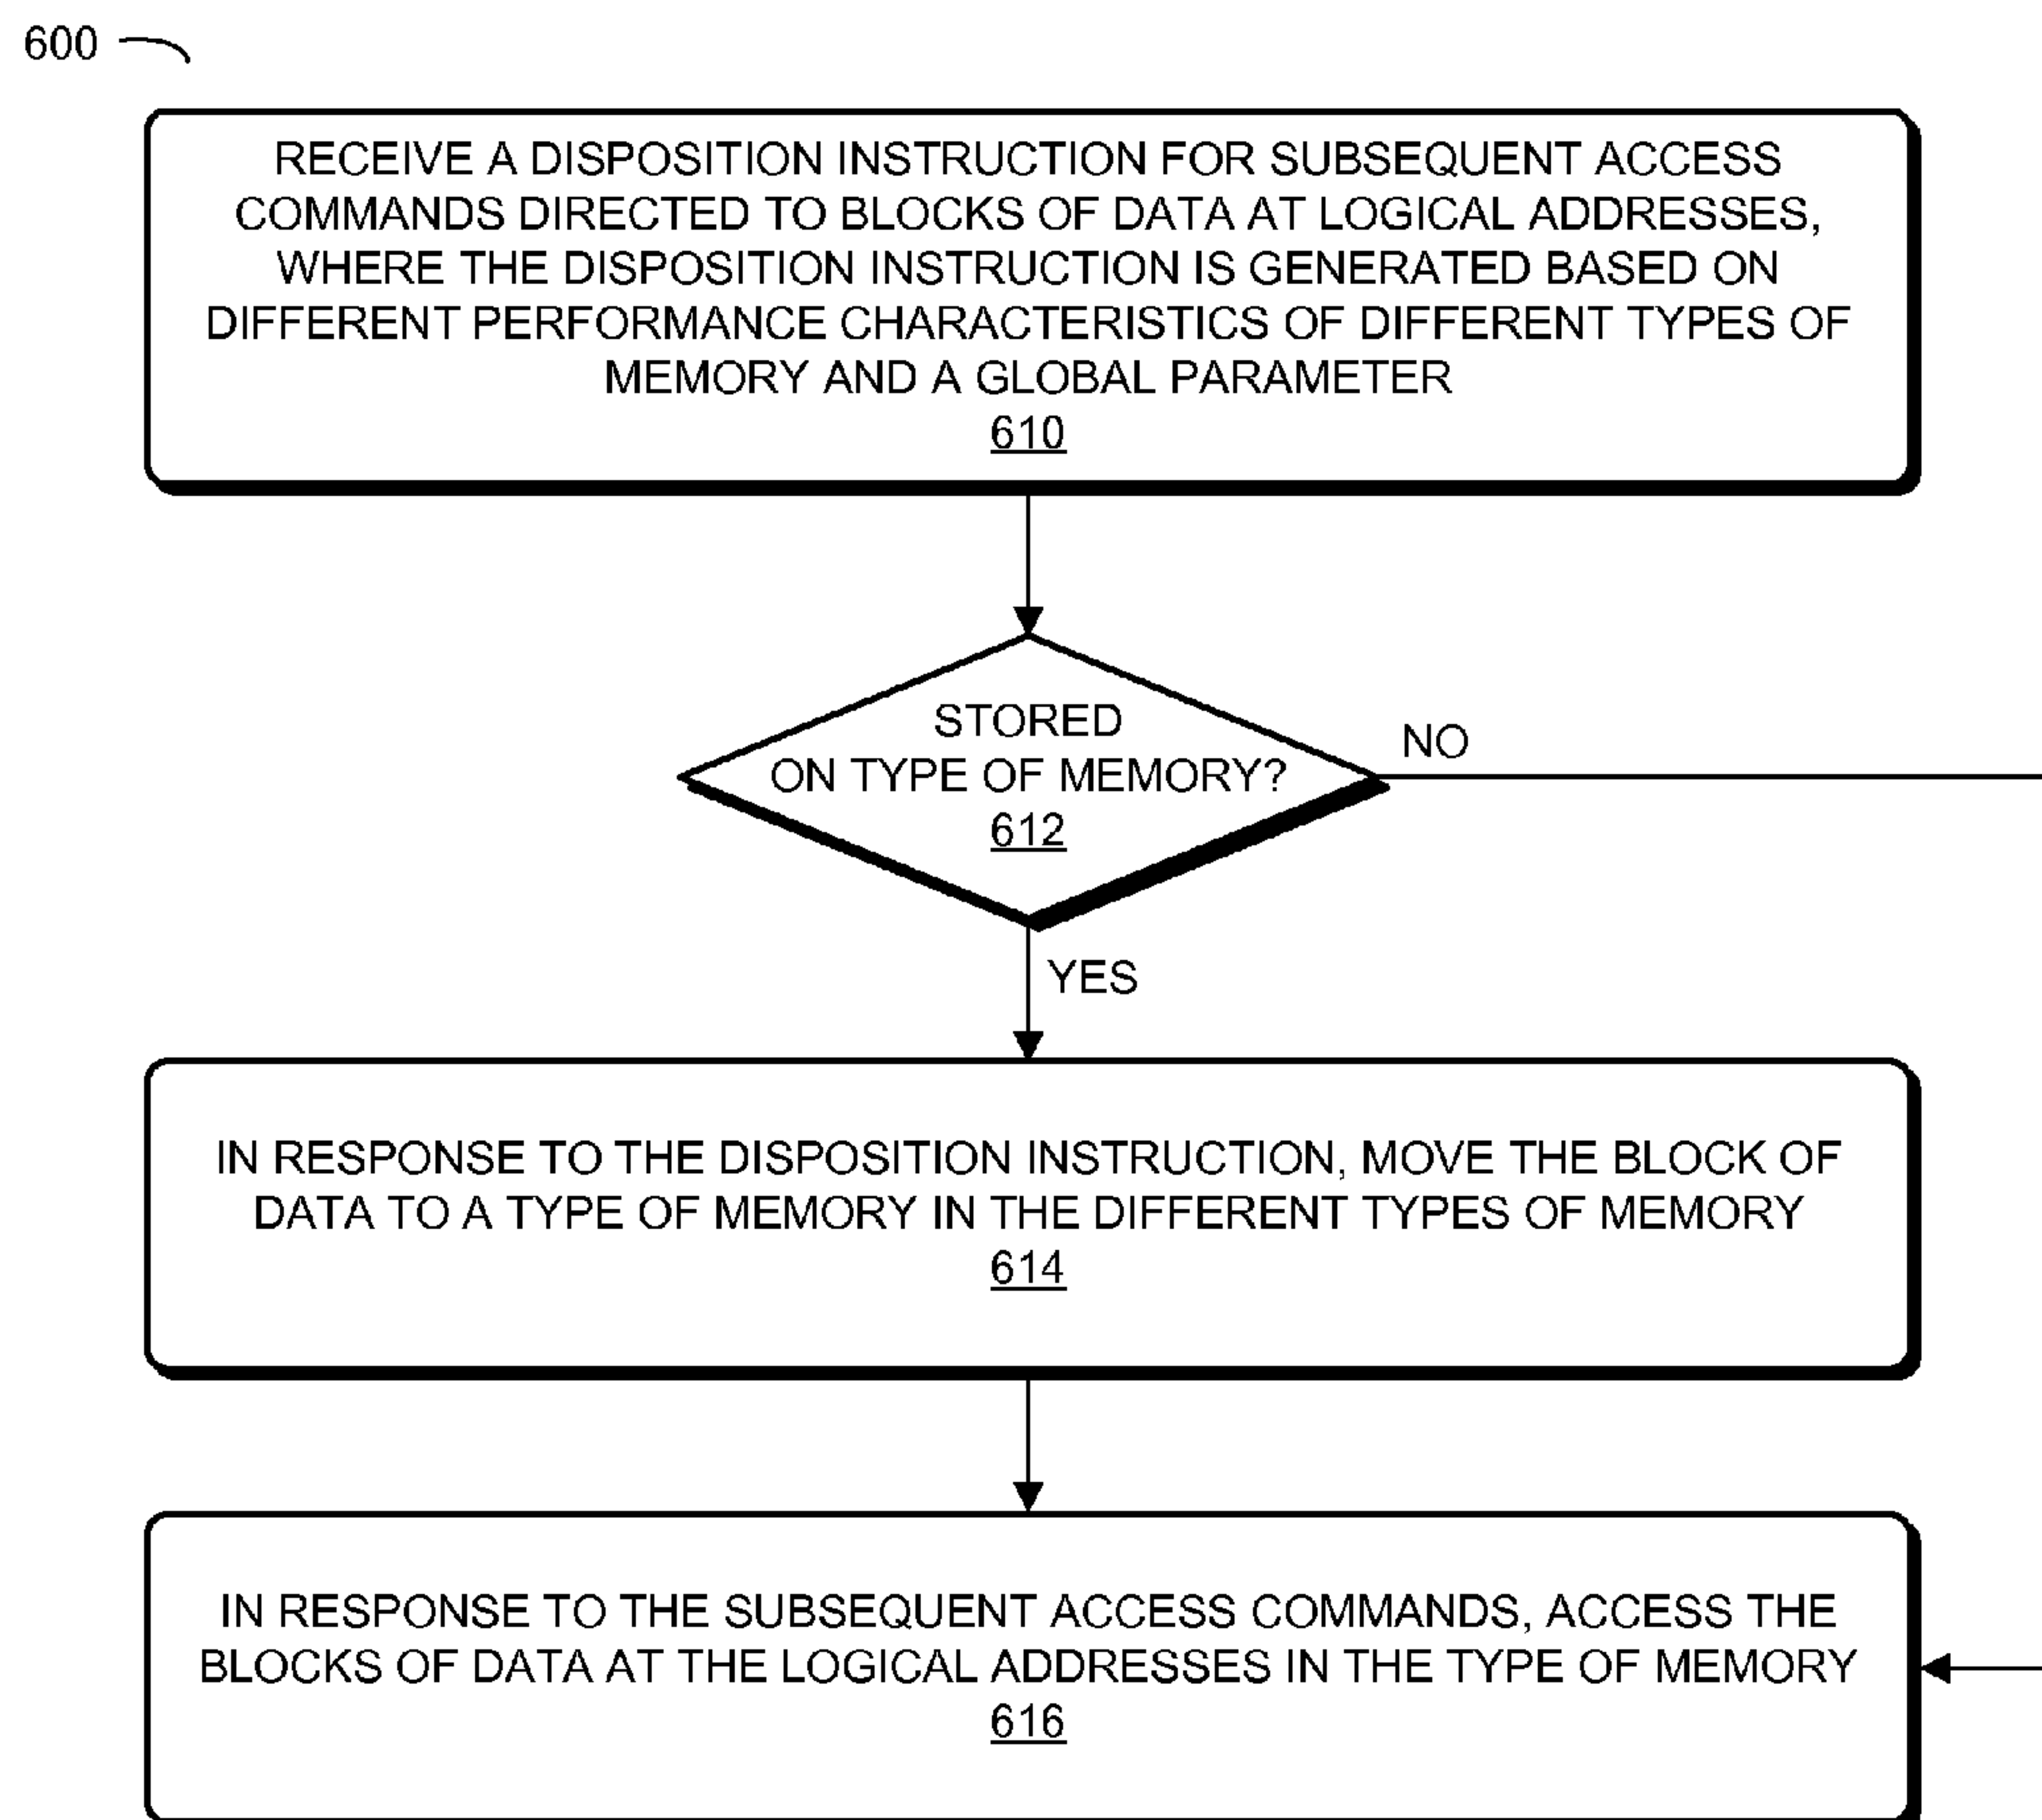 600
RECEIVE A DISPOSITION INSTRUCTION FOR SUBSEQUENT ACCESS
COMMANDS DIRECTED TO BLOCKS OF DATA AT LOGICAL ADDRESSES,
WHERE THE DISPOSITION INSTRUCTION IS GENERATED BASED ON
DIFFERENT PERFORMANCE CHARACTERISTICS OF DIFFERENT TYPES OF
MEMORY AND A GLOBAL PARAMETER
610
STORED
ON TYPE OF MEMORY?
612
NO
YES
IN RESPONSE TO THE DISPOSITION INSTRUCTION, MOVE THE BLOCK OF
DATA TO A TYPE OF MEMORY IN THE DIFFERENT TYPES OF MEMORY
614
IN RESPONSE TO THE SUBSEQUENT ACCESS COMMANDS, ACCESS THE
BLOCKS OF DATA AT THE LOGICAL ADDRESSES IN THE TYPE OF MEMORY
616